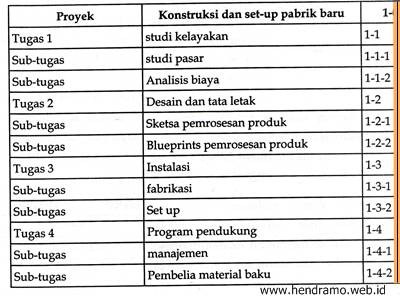 Proyek Konstruksi dan set-up pabrik baru 1-
Tugas 1 studi kelayakan 1-1
Sub-tugas studi pasar 1-1-1
Sub-tugas Analisis biaya 1-1-2
Tugas 2 Desain dan tata letak 1-2
Sub-tugas Sketsa pemrosesan produk 1-2-1
Sub-tugas Blueprints pemrosesan produk 1-2-2
Tugas 3 Instalasi 1-3
Sub-tugas fabrikasi 1-3-1
Sub-tugas Set up 1-3-2
Tugas 4 Program pendukung 1-4
Sub-tugas manajemen 1-4-1
Sub-tugas Pembelia material baku 1-4-2
www.hendramo.web.id